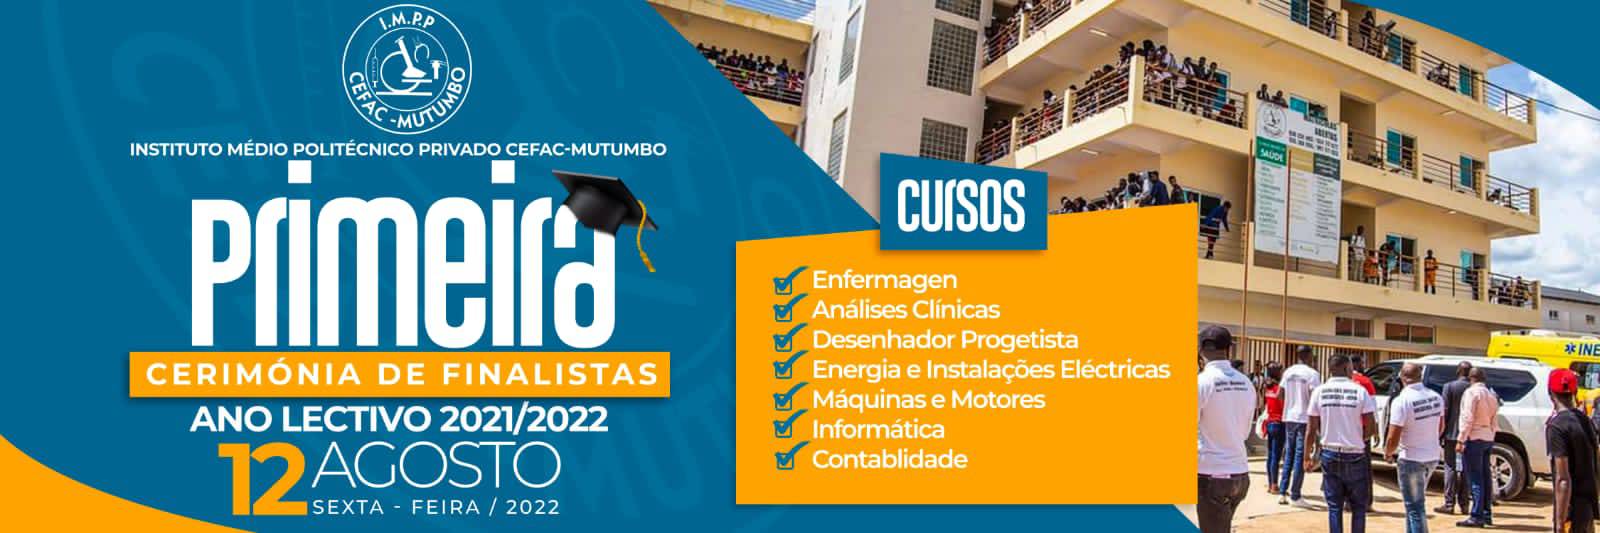 I.M.P.P
CEFAC - MUTUMBO
INSTITUTO MÉDIO POLITÉCNICO PRIVADO CEFAC-MUTUMBO
Primeira
CERIMÓNIA DE FINALISTAS
ANO LECTIVO 2021/2022
12 AGOSTO
SEXTA - FEIRA / 2022
CURSOS
Enfermagen
Análises Clínicas
Desenhador Progetista
Energia e Instalações Eléctricas
Máquinas e Motores
Informática
Contablidade
ABERTAS
SAÚDE
INE